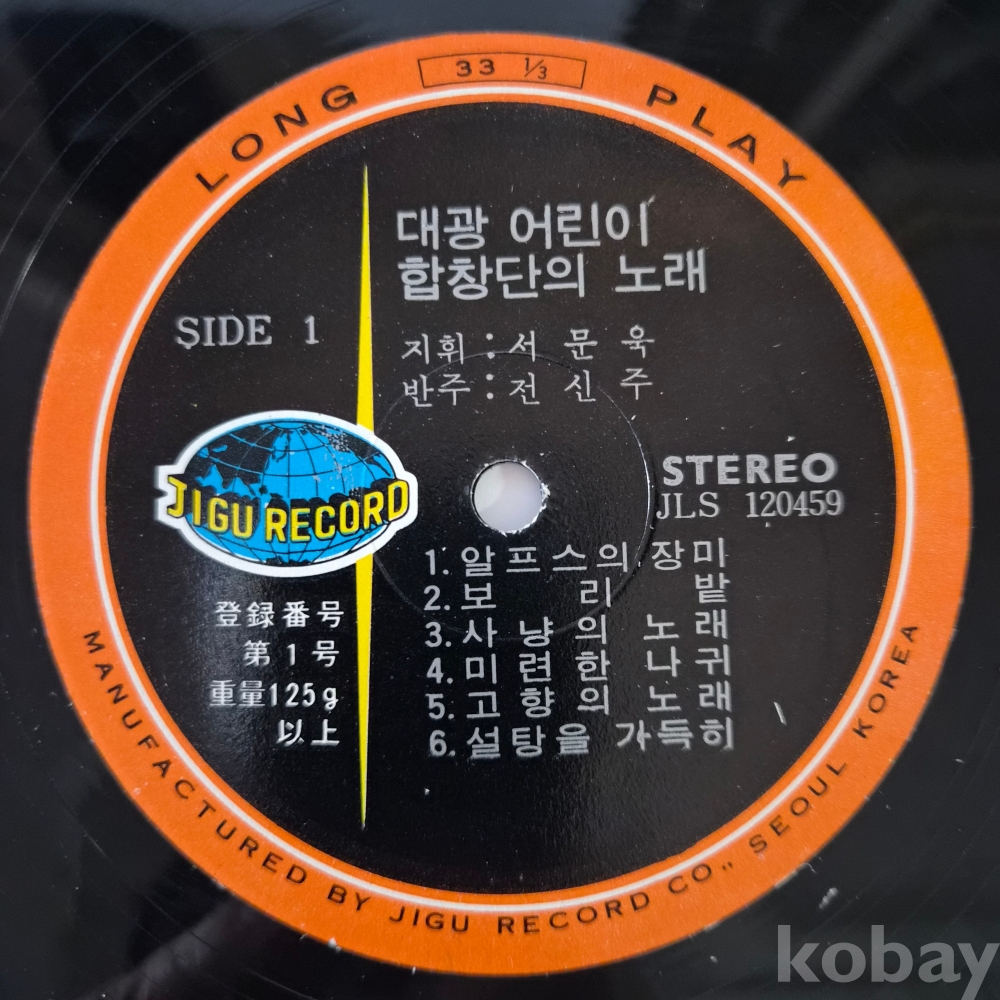 LONG PLAY
33 1/3
대광 어린이
합창단의 노래
SIDE 1
지휘 : 서 문 욱
반주 : 전 신 주
JIGU RECORD
STEREO
JLS 120459
登録番号
第1号
重量125g
以上
1. 알프스의 장미
2. 보 리 밭
3. 사냥의 노래
4. 미련한 나귀
5. 고향의 노래
6. 설탕을 가득히
MANUFACTURED BY JIGU RECORD CO., SEOUL KOREA
kobay